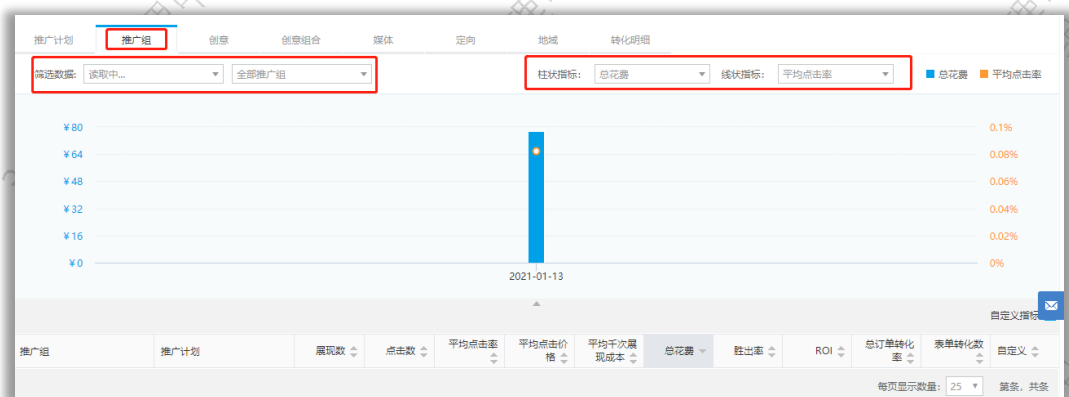 推广计划 推广组 创意 创意组合 媒体 定向 地域 转化明细
筛选数据: 读取中... 全部推广组 柱状指标: 总花费 线状指标: 平均点击率 总花费 平均点击率
¥80 0.1%
¥64 0.08%
¥48 0.06%
¥32 0.04%
¥16 0.02%
¥0 0%
2021-01-13
自定义指标
推广组 推广计划 展现数 点击数 平均点击率 平均点击价格 平均千次展现成本 总花费 胜出率 ROI 总订单转化率 表单转化数 自定义
每页显示数量: 25 第条, 共条